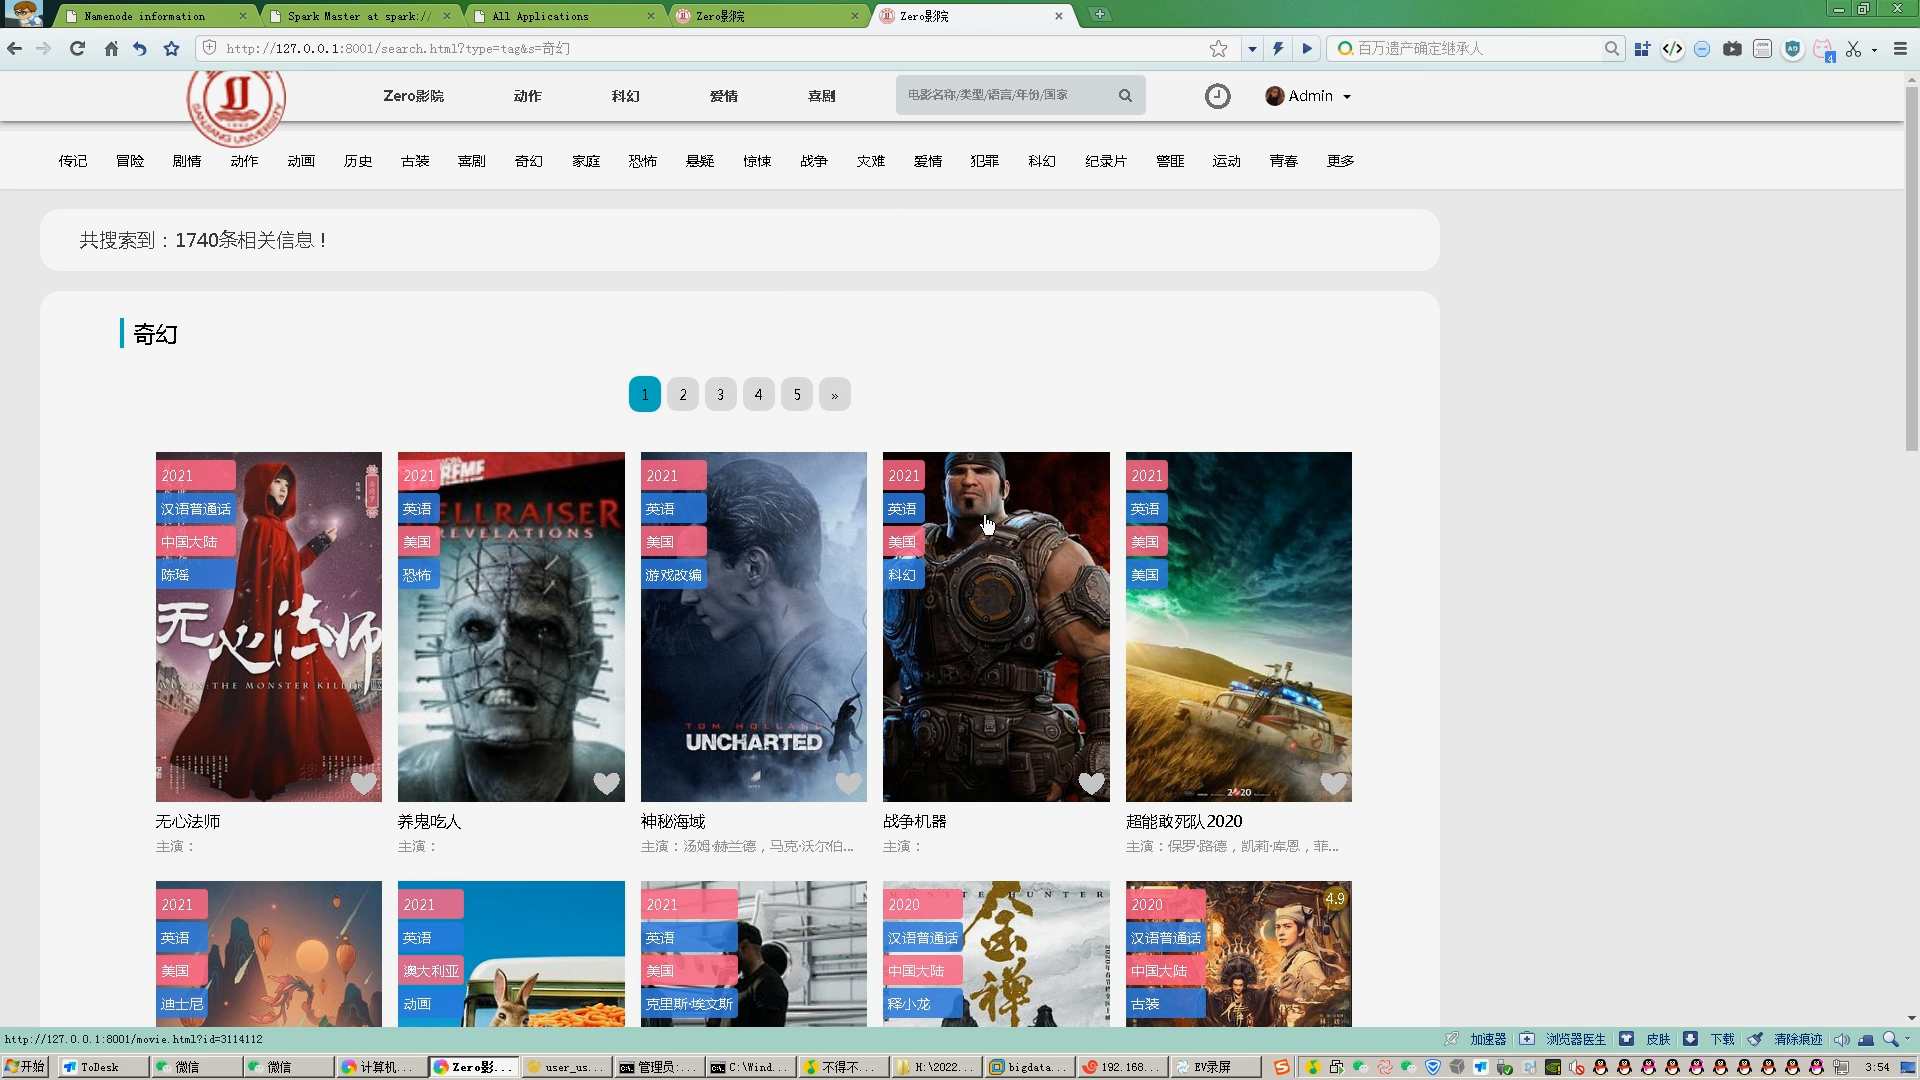 Namenode information
Spark Master at spark://
All Applications
Zero影院
Zero影院
http://127.0.0.1:8001/search.html?type=tag&s=奇幻
百万遗产确定继承人
Zero影院 动作 科幻 爱情 喜剧
电影名称/类型/语言/年份/国家
Admin
传记 冒险 剧情 动作 动画 历史 古装 喜剧 奇幻 家庭 恐怖 悬疑 惊悚 战争 灾难 爱情 犯罪 科幻 纪录片 警匪 运动 青春 更多
共搜索到：1740条相关信息！
奇幻
1 2 3 4 5 »
2021
汉语普通话
中国大陆
陈瑶
无心法师
WUXIN:THE MONSTER KILLER
无心法师
主演：
2021
英语
美国
恐怖
HELLRAISER
REVELATIONS
养鬼吃人
主演：
2021
英语
美国
游戏改编
TOM HOLLAND
UNCHARTED
神秘海域
主演：汤姆·赫兰德，马克·沃尔伯...
2021
英语
美国
科幻
战争机器
主演：
2021
英语
美国
美国
2020
超能敢死队2020
主演：保罗·路德，凯莉·库恩，菲...
2021
英语
美国
迪士尼
2021
英语
澳大利亚
动画
2021
英语
美国
克里斯·埃文斯
MONSTER HUNTER
2020
汉语普通话
中国大陆
释小龙
4.9
2020
汉语普通话
中国大陆
古装
http://127.0.0.1:8001/movie.html?id=3114112
加速器 浏览器医生 皮肤 下载 清除痕迹
开始 ToDesk 微信 微信 计算机... Zero影... user_us... 管理员:... C:\Wind... 不得不... H:\2022... bigdata... 192.168... EV录屏 3:54